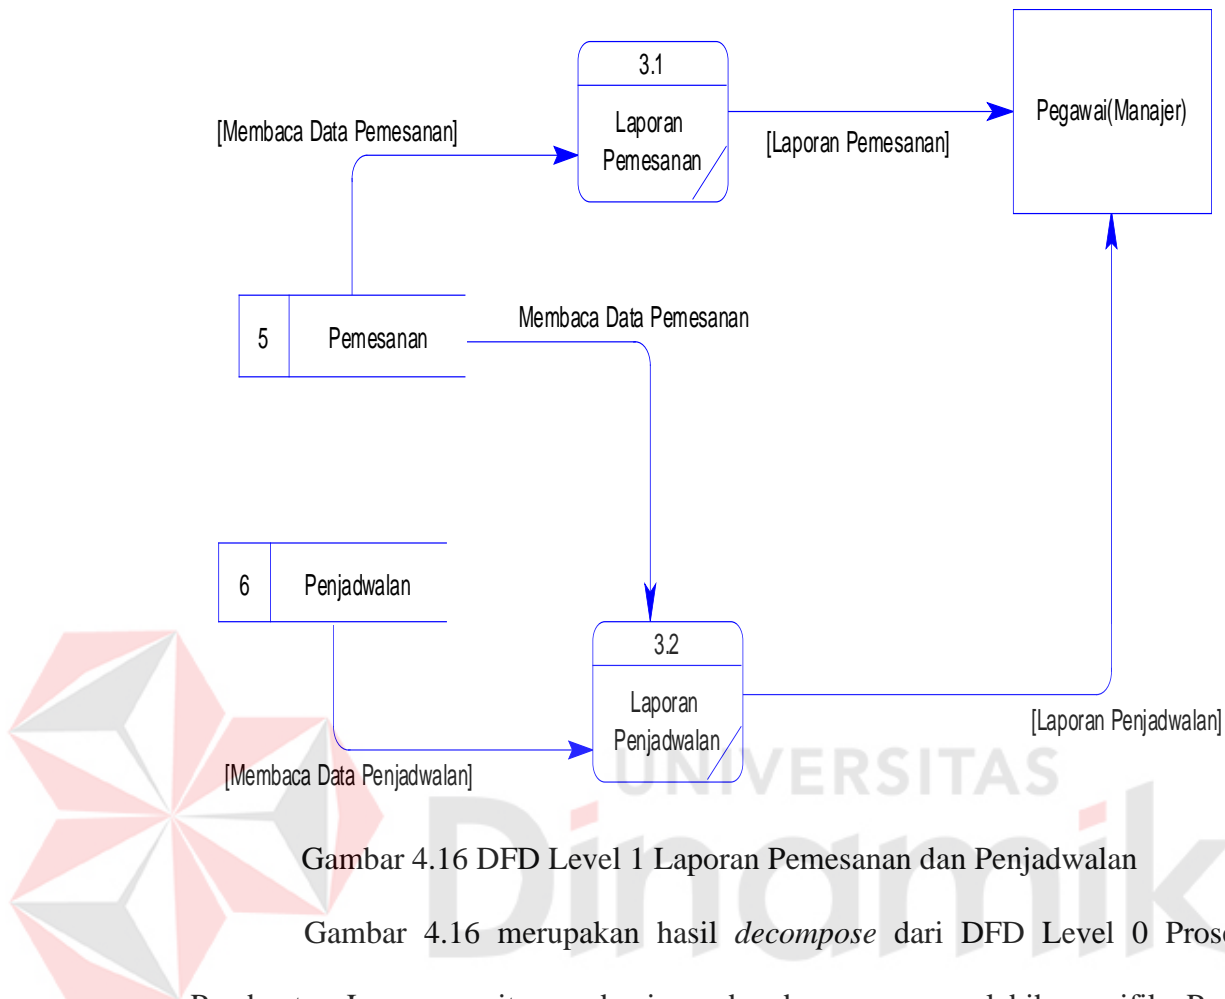 3.1
Laporan
Pemesanan
Pegawai(Manajer)
[Membaca Data Pemesanan]
[Laporan Pemesanan]
5
Pemesanan
Membaca Data Pemesanan
6
Penjadwalan
3.2
Laporan
Penjadwalan
[Laporan Penjadwalan]
[Membaca Data Penjadwalan]
UNIVERSITAS
Dinamik
Gambar 4.16 DFD Level 1 Laporan Pemesanan dan Penjadwalan
Gambar 4.16 merupakan hasil decompose dari DFD Level 0